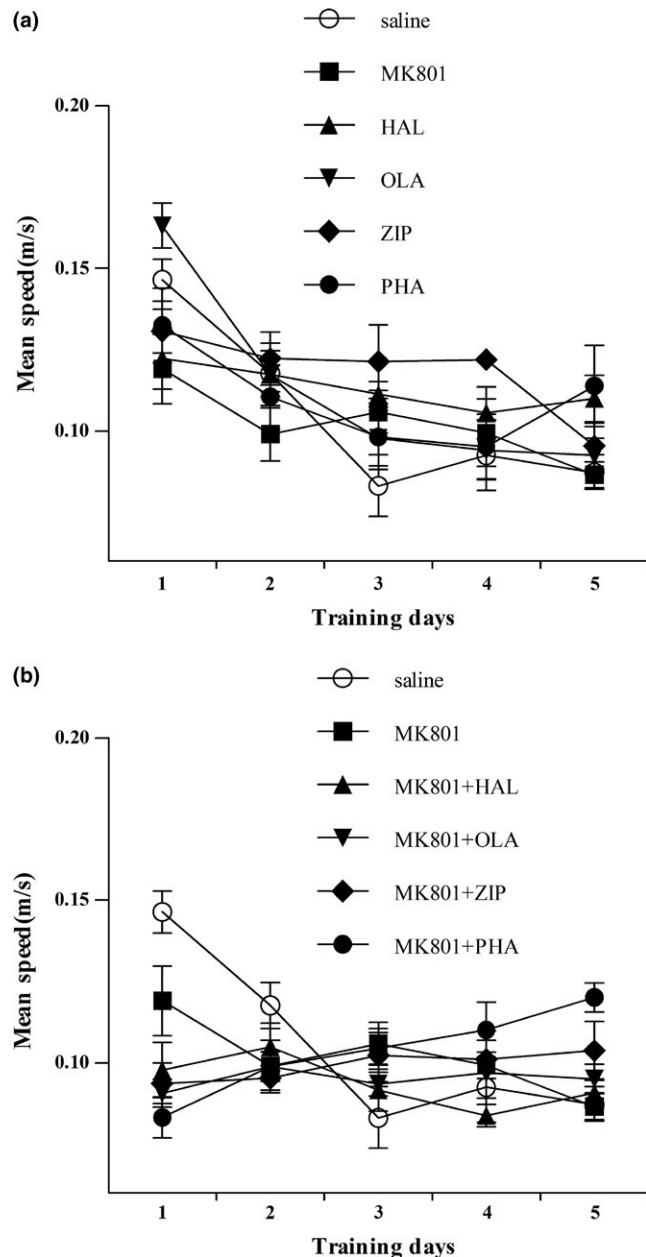 (a)
saline
MK801
HAL
OLA
ZIP
PHA
0.20
0.15
0.10
Mean speed(m/s)
1 2 3 4 5
Training days
(b)
saline
MK801
MK801+HAL
MK801+OLA
MK801+ZIP
MK801+PHA
0.20
0.15
0.10
Mean speed(m/s)
1 2 3 4 5
Training days